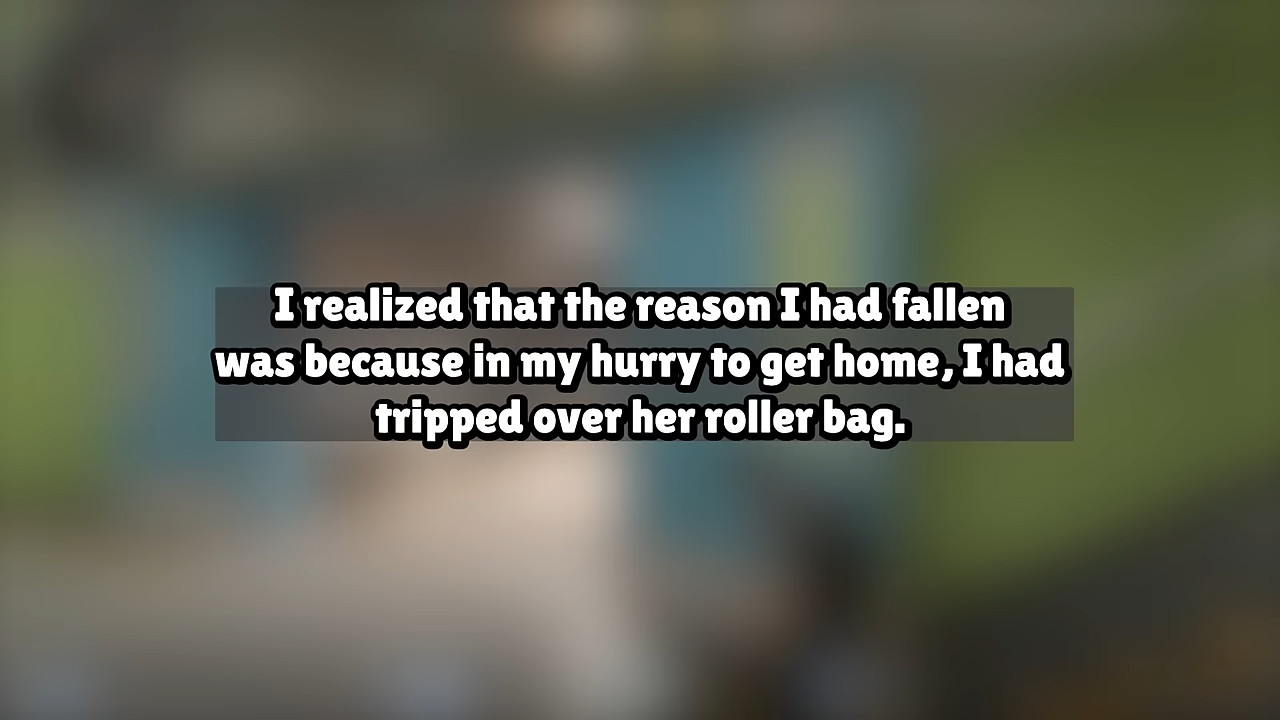 I realized that the reason I had fallen
was because in my hurry to get home, I had
tripped over her roller bag.